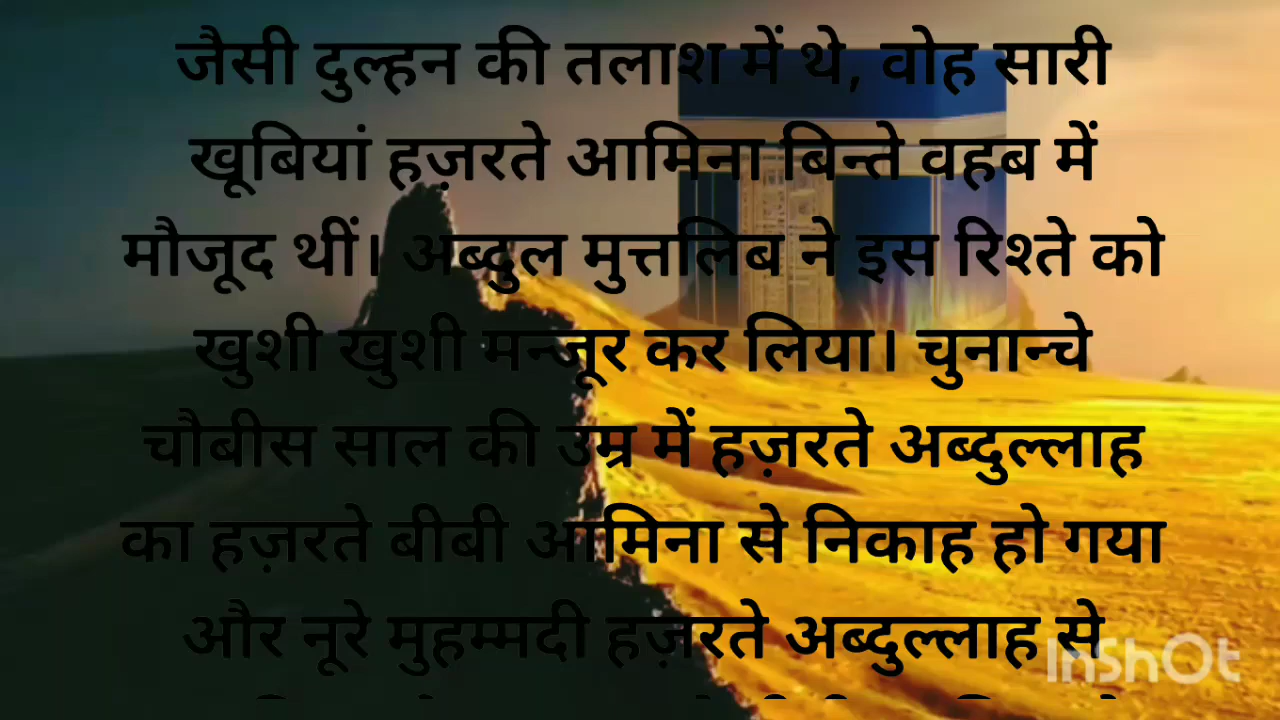 जैसी दुल्हन की तलाश में थे, वोह सारी
खूबियां हज़रते आमिना बिन्ते वहब में
मौजूद थीं। अब्दुल मुत्तलिब ने इस रिश्ते को
खुशी खुशी मन्जूर कर लिया। चुनान्चे
चौबीस साल की उम्र में हज़रते अब्दुल्लाह
का हज़रते बीबी आमिना से निकाह हो गया
और नूरे मुहम्मदी हज़रते अब्दुल्लाह से
InShOt